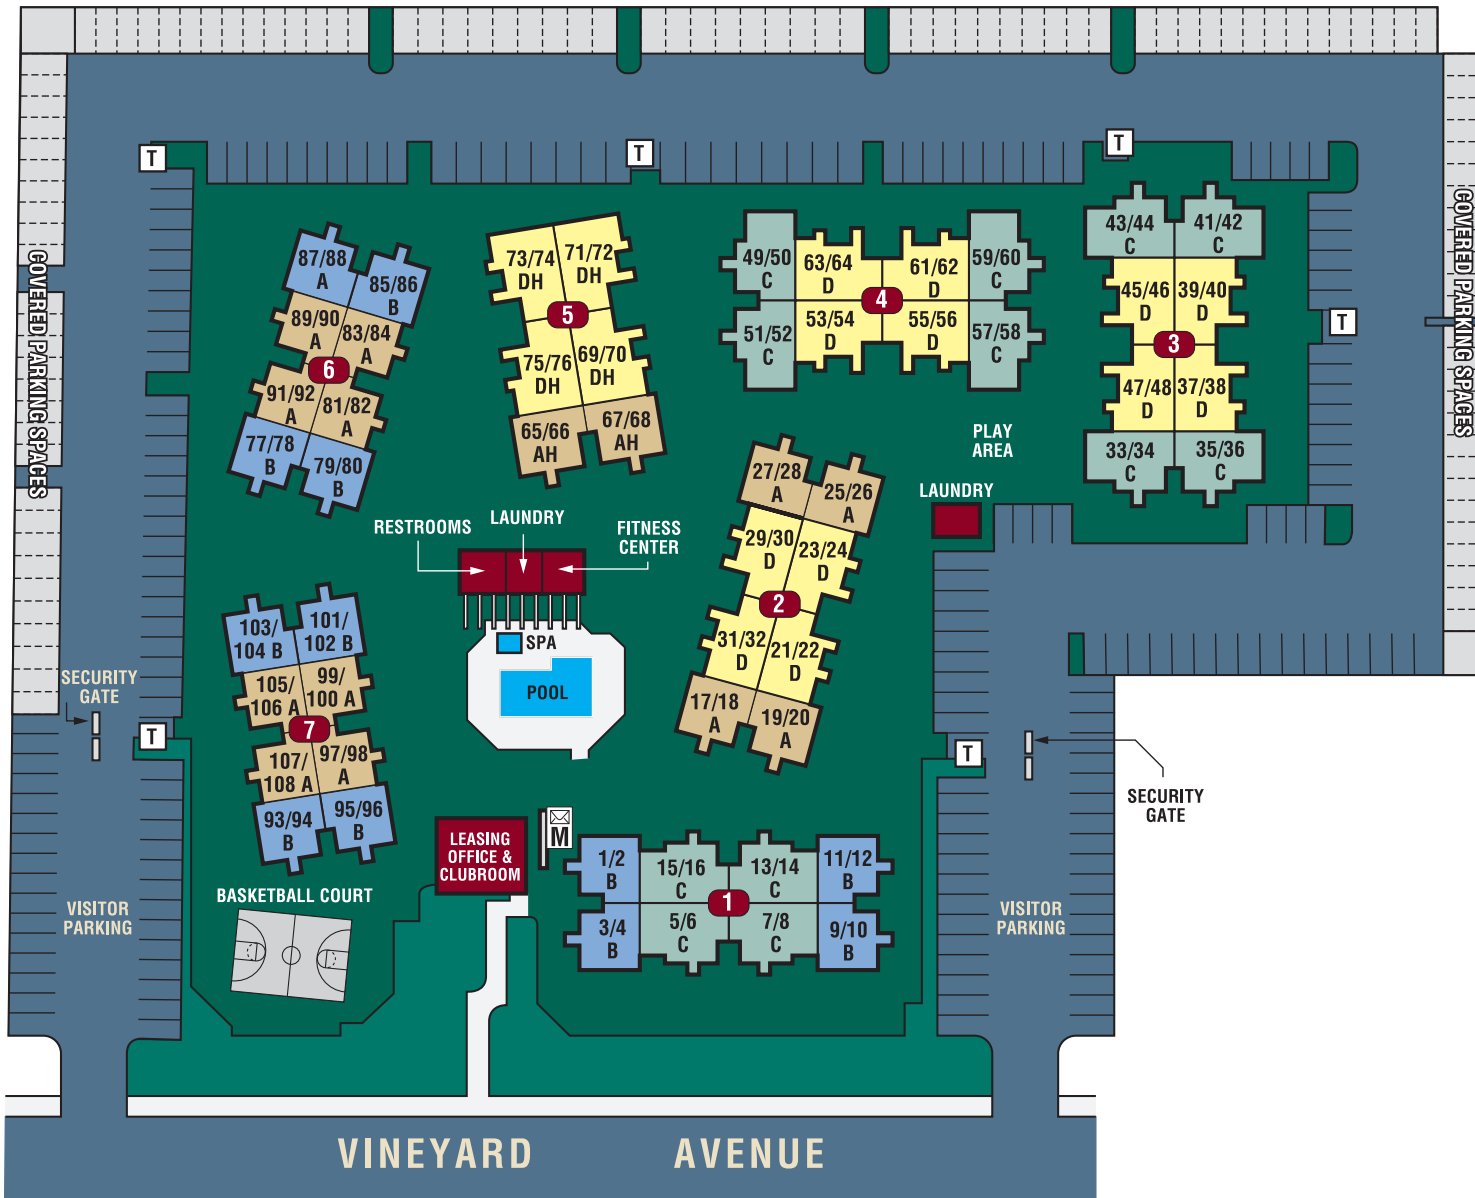 T
T
T
T
T
T
COVERED PARKING SPACES
COVERED PARKING SPACES
87/88
A
85/86
B
89/90
A
83/84
A
6
91/92
A
81/82
A
77/78
B
79/80
B
73/74
DH
71/72
DH
5
75/76
DH
69/70
DH
65/66
AH
67/68
AH
49/50
C
63/64
D
61/62
D
59/60
C
4
51/52
C
53/54
D
55/56
D
57/58
C
43/44
C
41/42
C
45/46
D
39/40
D
3
47/48
D
37/38
D
33/34
C
35/36
C
PLAY
AREA
LAUNDRY
27/28
A
25/26
A
29/30
D
23/24
D
2
31/32
D
21/22
D
17/18
A
19/20
A
RESTROOMS
LAUNDRY
FITNESS
CENTER
SPA
POOL
103/
104 B
101/
102 B
105/
106 A
99/
100 A
7
107/
108 A
97/98
A
93/94
B
95/96
B
SECURITY
GATE
SECURITY
GATE
LEASING
OFFICE &
CLUBROOM
M
1/2
B
15/16
C
13/14
C
11/12
B
1
3/4
B
5/6
C
7/8
C
9/10
B
BASKETBALL COURT
VISITOR
PARKING
VISITOR
PARKING
VINEYARD AVENUE